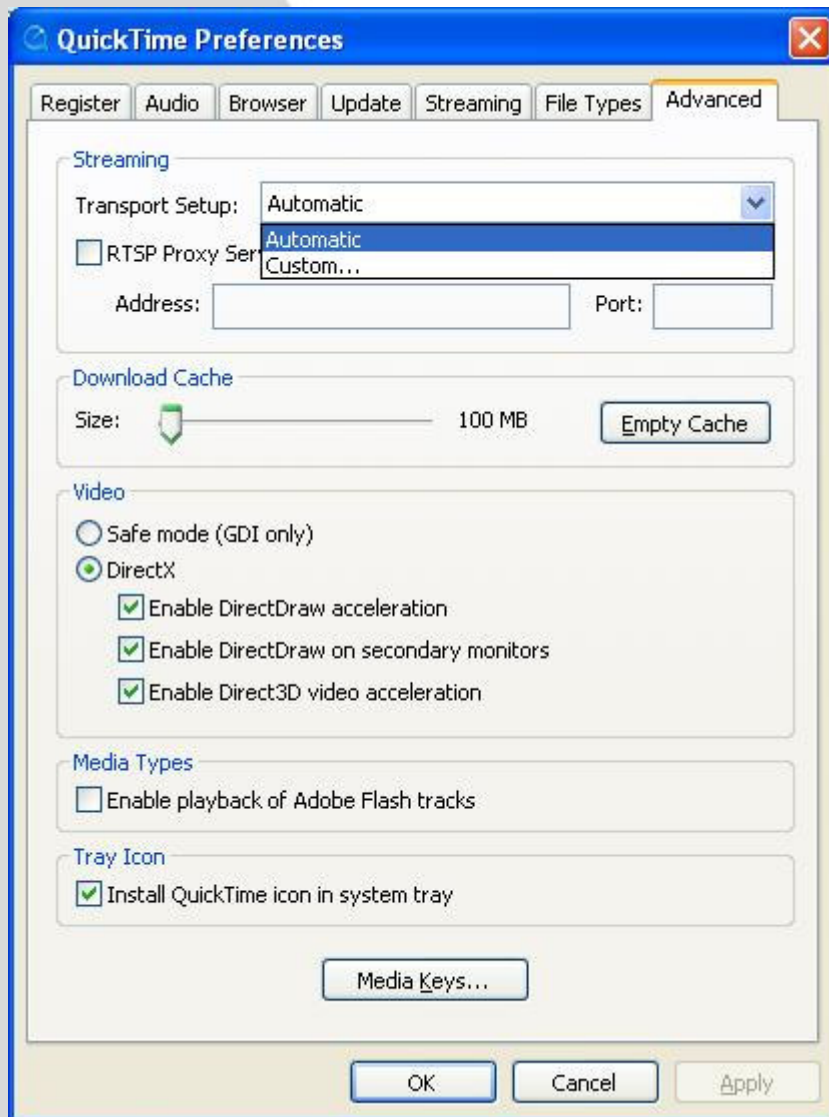 QuickTime Preferences
Register Audio Browser Update Streaming File Types Advanced
Streaming
Transport Setup: Automatic
Automatic
RTSP Proxy Ser
Custom...
Address: Port:
Download Cache
Size: 100 MB Empty Cache
Video
Safe mode (GDI only)
DirectX
Enable DirectDraw acceleration
Enable DirectDraw on secondary monitors
Enable Direct3D video acceleration
Media Types
Enable playback of Adobe Flash tracks
Tray Icon
Install QuickTime icon in system tray
Media Keys...
OK Cancel Apply